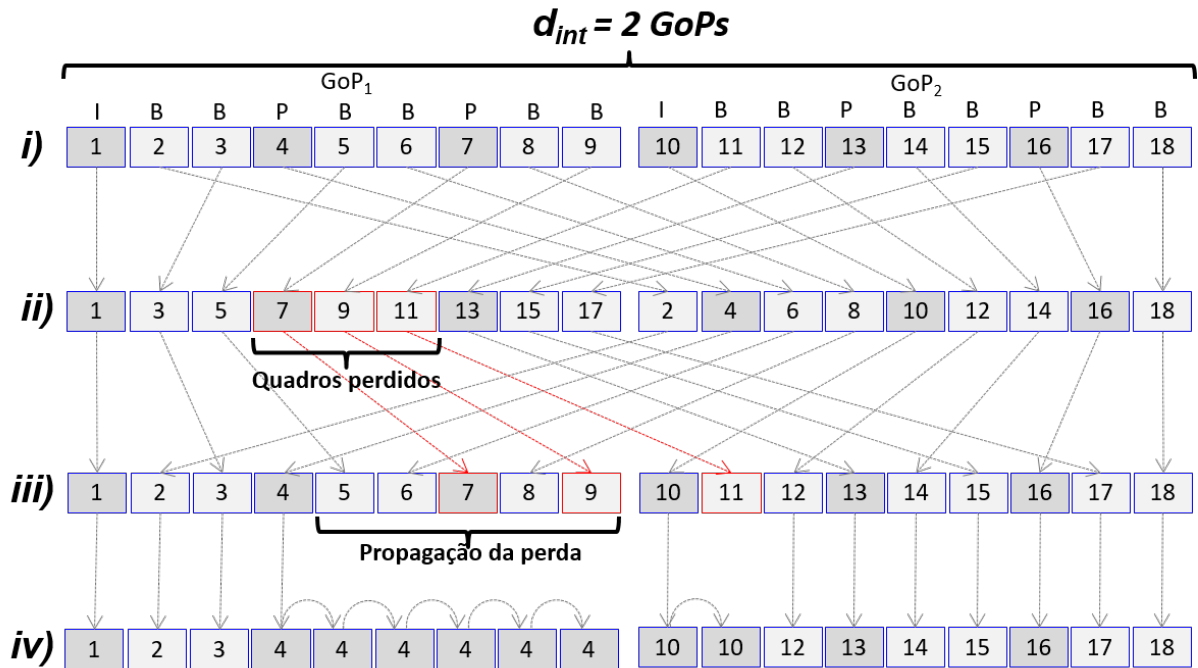 d_int = 2 GoPs
GoP₁ GoP₂
I B B P B B P B B I B B P B B P B B
i) 1 2 3 4 5 6 7 8 9 10 11 12 13 14 15 16 17 18
ii) 1 3 5 7 9 11 13 15 17 2 4 6 8 10 12 14 16 18
Quadros perdidos
iii) 1 2 3 4 5 6 7 8 9 10 11 12 13 14 15 16 17 18
Propagação da perda
iv) 1 2 3 4 4 4 4 4 4 10 10 12 13 14 15 16 17 18